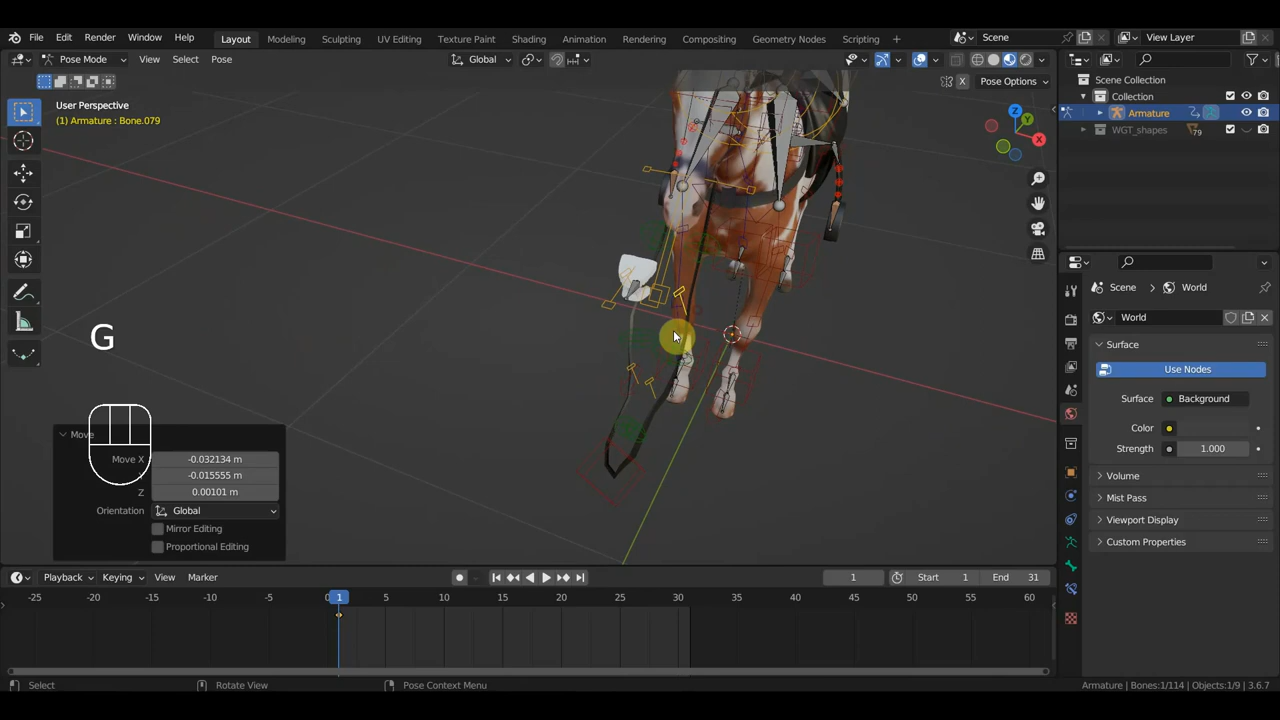 File Edit Render Window Help
Layout Modeling Sculpting UV Editing Texture Paint Shading Animation Rendering Compositing Geometry Nodes Scripting +
Scene
View Layer
Pose Mode View Select Pose
Global
X Pose Options
User Perspective
(1) Armature : Bone.079
Z
Y
X
G
Move
Move X -0.032134 m
-0.015555 m
Z 0.00101 m
Orientation Global
Mirror Editing
Proportional Editing
Scene Collection
Collection
Armature
WGT_shapes 79
Scene World
World
Surface
Use Nodes
Surface Background
Color
Strength 1.000
Volume
Mist Pass
Viewport Display
Custom Properties
Playback Keying View Marker
1 Start 1 End 31
-25 -20 -15 -10 -5 0 1 5 10 15 20 25 30 35 40 45 50 55 60
Select Rotate View Pose Context Menu
Armature | Bones:1/114 | Objects:1/9 | 3.6.7